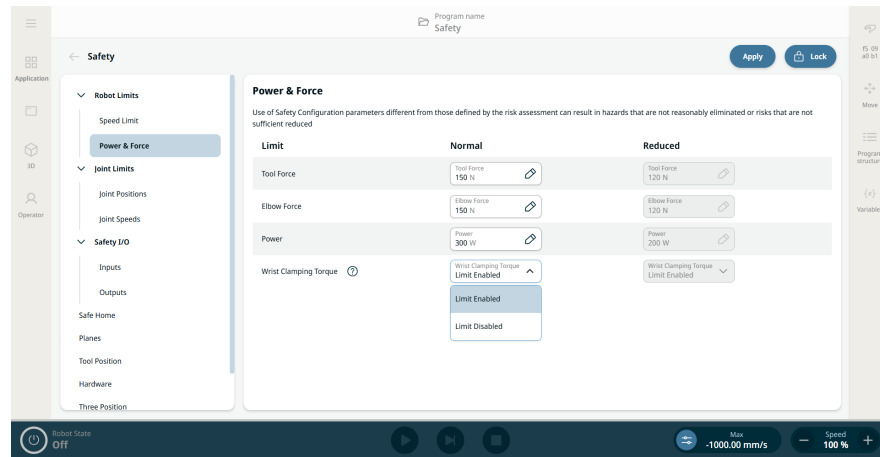 Program name
Safety
f5 09
a0 b1
Safety
Apply
Lock
Application
3D
Operator
Move
Program
structure
{x}
Variable
Robot Limits
Speed Limit
Power & Force
Joint Limits
Joint Positions
Joint Speeds
Safety I/O
Inputs
Outputs
Safe Home
Planes
Tool Position
Hardware
Three Position
Power & Force
Use of Safety Configuration parameters different from those defined by the risk assessment can result in hazards that are not reasonably eliminated or risks that are not
sufficient reduced
Limit Normal Reduced
Tool Force
Tool Force
150 N
Tool Force
120 N
Elbow Force
Elbow Force
150 N
Elbow Force
120 N
Power
Power
300 W
Power
200 W
Wrist Clamping Torque ?
Wrist Clamping Torque
Limit Enabled
Wrist Clamping Torque
Limit Enabled
Limit Enabled
Limit Disabled
Robot State
Off
Max
-1000.00 mm/s
Speed
100 %